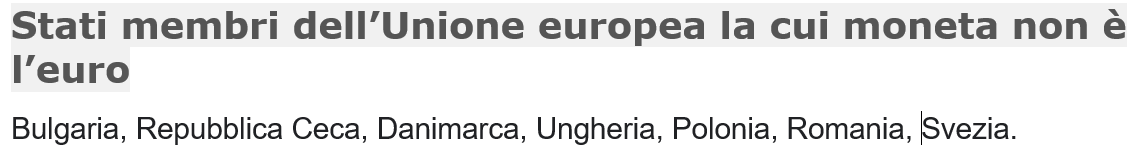 Stati membri dell’Unione europea la cui moneta non è
l’euro
Bulgaria, Repubblica Ceca, Danimarca, Ungheria, Polonia, Romania, Svezia.